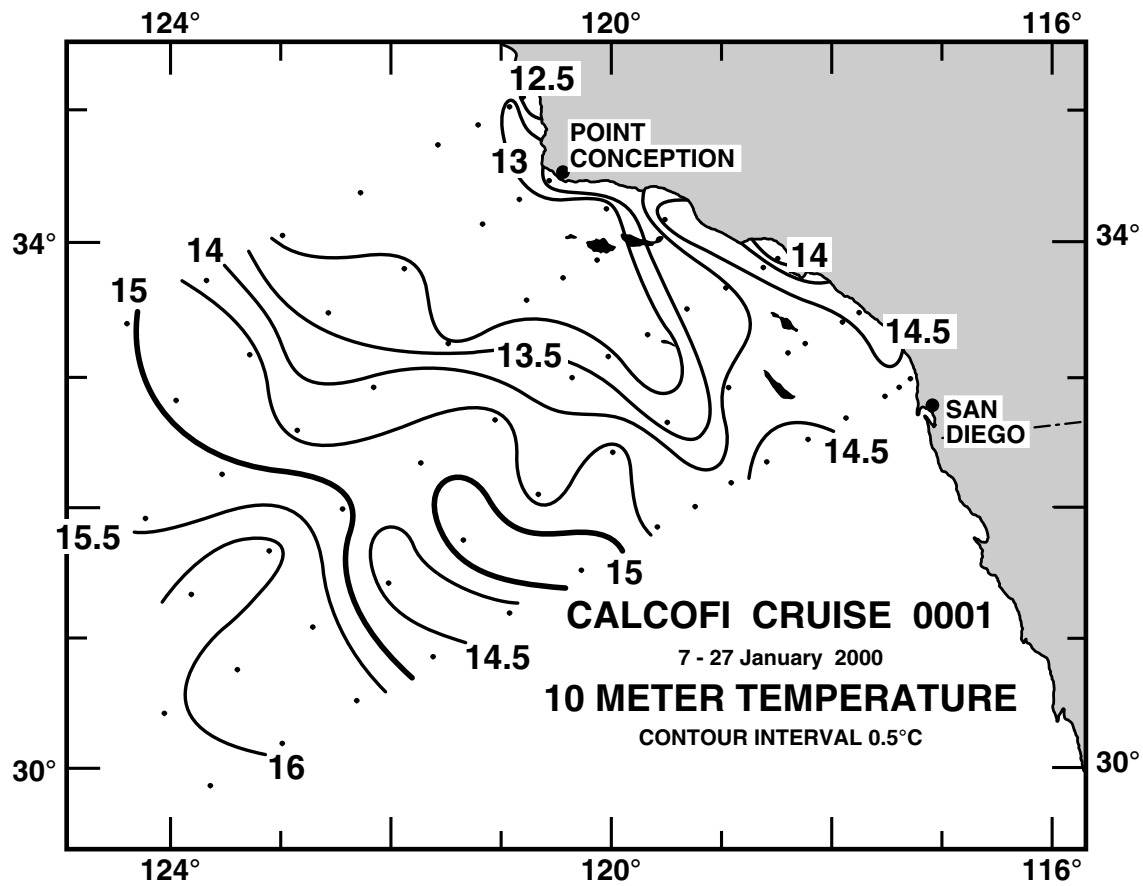 124° 120° 116°
12.5
POINT
CONCEPTION
13
34° 34°
14 14
15
14.5
13.5
SAN
DIEGO
14.5
15.5
15
CALCOFI CRUISE 0001
14.5
7 - 27 January 2000
10 METER TEMPERATURE
CONTOUR INTERVAL 0.5°C
16
30° 30°
124° 120° 116°